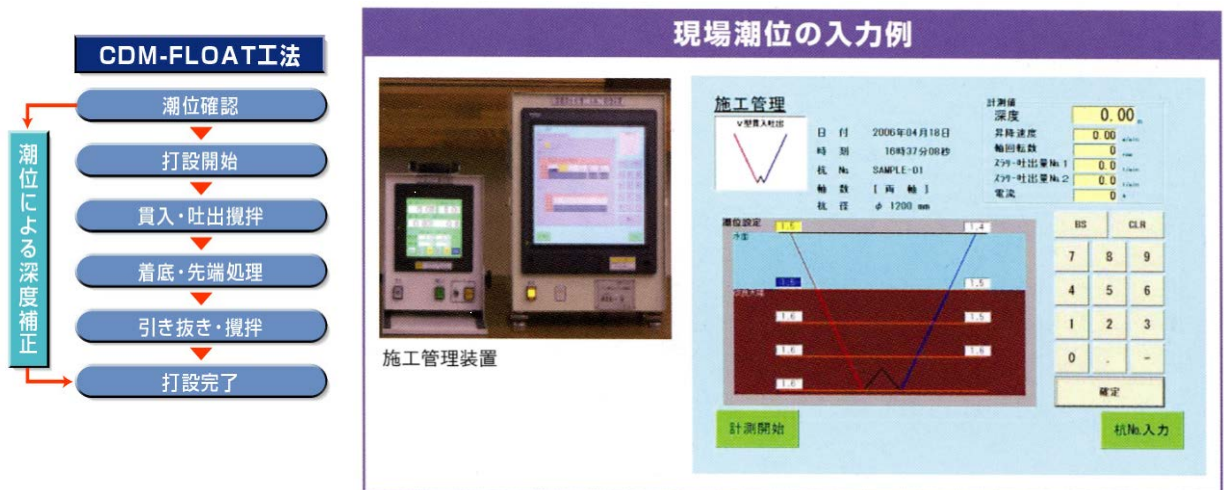 CDM-FLOAT工法
潮位確認
打設開始
貫入・吐出攪拌
着底・先端処理
引き抜き・攪拌
打設完了
潮位による深度補正
現場潮位の入力例
施工管理装置
施工管理
V型貫入吐出
日 付 2006年04月18日
時 刻 16時37分08秒
杭 No. SAMPLE-01
軸 数 [ 両 軸 ]
杭 径 φ 1200 mm
計測値
深度 0.00
昇降速度 0.00
軸回転数 0
スラリー吐出量No.1 0.0
スラリー吐出量No.2 0.0
電流 0
潮位設定
水面
1.5 1.4
1.5
1.6 1.5
1.6 1.6
1.6
BS CLR
7 8 9
4 5 6
1 2 3
0 . -
確定
計測開始
杭No.入力